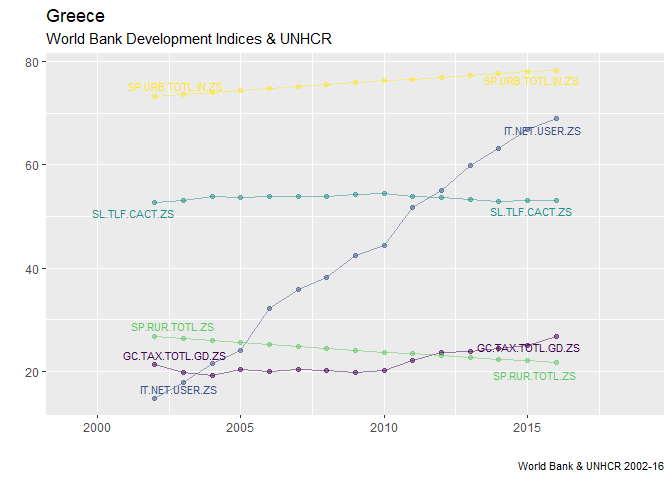 Greece
World Bank Development Indices & UNHCR
80
SP.URB.TOTL.IN.ZS
SP.URB.TOTL.IN.ZS
IT.NET.USER.ZS
60
SL.TLF.CACT.ZS
SL.TLF.CACT.ZS
40
SP.RUR.TOTL.ZS
GC.TAX.TOTL.GD.ZS
GC.TAX.TOTL.GD.ZS
20
SP.RUR.TOTL.ZS
IT.NET.USER.ZS
2000
2005
2010
2015
World Bank & UNHCR 2002-16